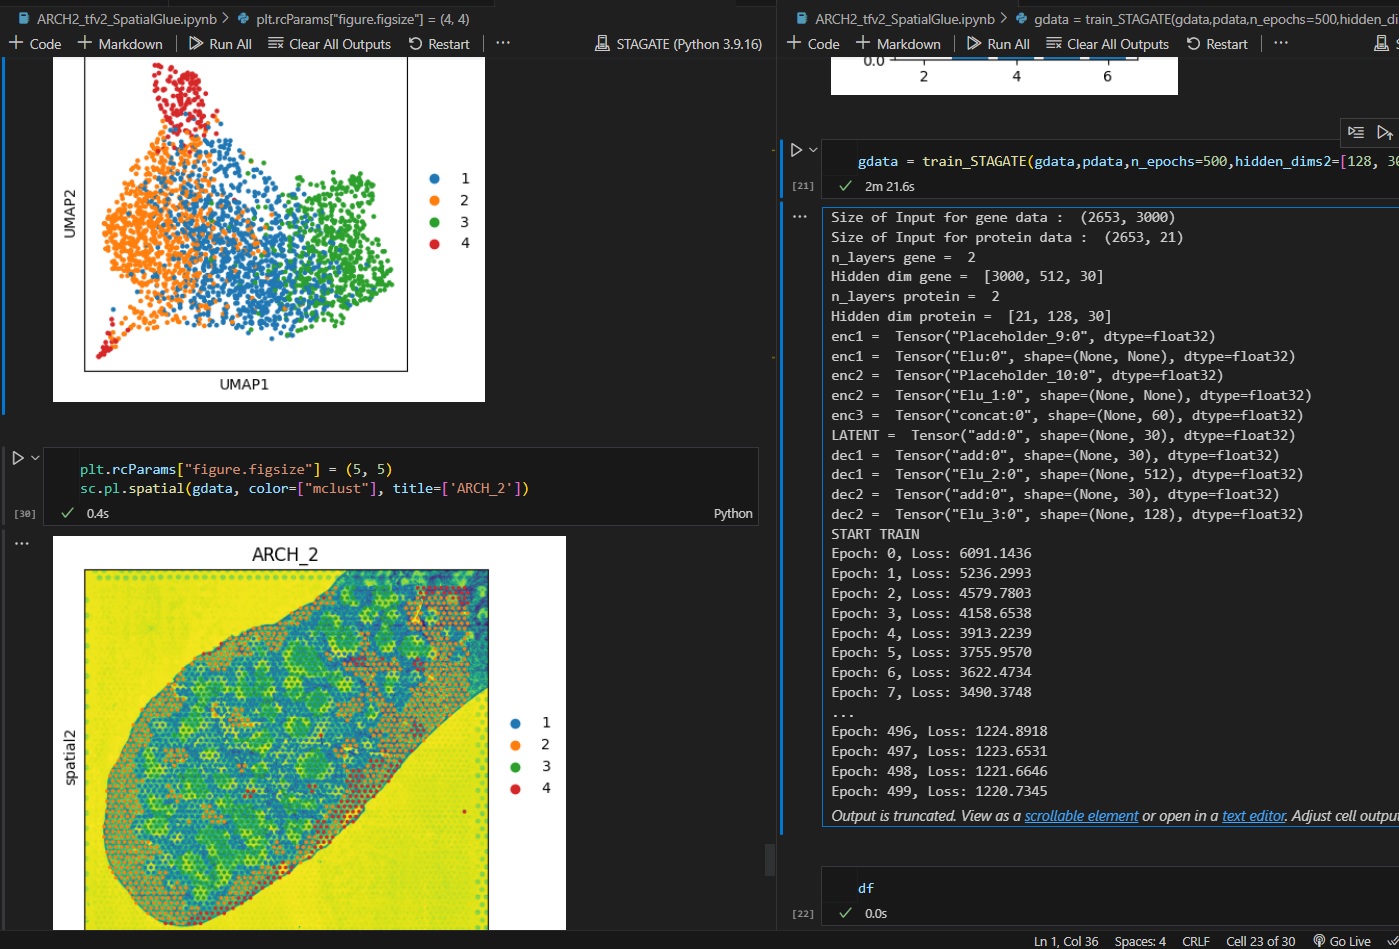 ARCH2_tfv2_SpatialGlue.ipynb > plt.rcParams["figure.figsize"] = (4, 4)
Code Markdown Run All Clear All Outputs Restart ... STAGATE (Python 3.9.16)
UMAP2
1
2
3
4
UMAP1
plt.rcParams["figure.figsize"] = (5, 5)
sc.pl.spatial(gdata, color=["mclust"], title=['ARCH_2'])
[30] 0.4s Python
...
ARCH_2
spatial2
1
2
3
4
ARCH2_tfv2_SpatialGlue.ipynb > gdata = train_STAGATE(gdata,pdata,n_epochs=500,hidden_di
Code Markdown Run All Clear All Outputs Restart ...
0.0
2 4 6
gdata = train_STAGATE(gdata,pdata,n_epochs=500,hidden_dims2=[128, 30
[21] 2m 21.6s
...
Size of Input for gene data :  (2653, 3000)
Size of Input for protein data :  (2653, 21)
n_layers gene =  2
Hidden dim gene =  [3000, 512, 30]
n_layers protein =  2
Hidden dim protein =  [21, 128, 30]
enc1 =  Tensor("Placeholder_9:0", dtype=float32)
enc1 =  Tensor("Elu:0", shape=(None, None), dtype=float32)
enc2 =  Tensor("Placeholder_10:0", dtype=float32)
enc2 =  Tensor("Elu_1:0", shape=(None, None), dtype=float32)
enc3 =  Tensor("concat:0", shape=(None, 60), dtype=float32)
LATENT =  Tensor("add:0", shape=(None, 30), dtype=float32)
dec1 =  Tensor("add:0", shape=(None, 30), dtype=float32)
dec1 =  Tensor("Elu_2:0", shape=(None, 512), dtype=float32)
dec2 =  Tensor("add:0", shape=(None, 30), dtype=float32)
dec2 =  Tensor("Elu_3:0", shape=(None, 128), dtype=float32)
START TRAIN
Epoch: 0, Loss: 6091.1436
Epoch: 1, Loss: 5236.2993
Epoch: 2, Loss: 4579.7803
Epoch: 3, Loss: 4158.6538
Epoch: 4, Loss: 3913.2239
Epoch: 5, Loss: 3755.9570
Epoch: 6, Loss: 3622.4734
Epoch: 7, Loss: 3490.3748
...
Epoch: 496, Loss: 1224.8918
Epoch: 497, Loss: 1223.6531
Epoch: 498, Loss: 1221.6646
Epoch: 499, Loss: 1220.7345
Output is truncated. View as a scrollable element or open in a text editor. Adjust cell output
df
[22] 0.0s
Ln 1, Col 36 Spaces: 4 CRLF Cell 23 of 30 Go Live